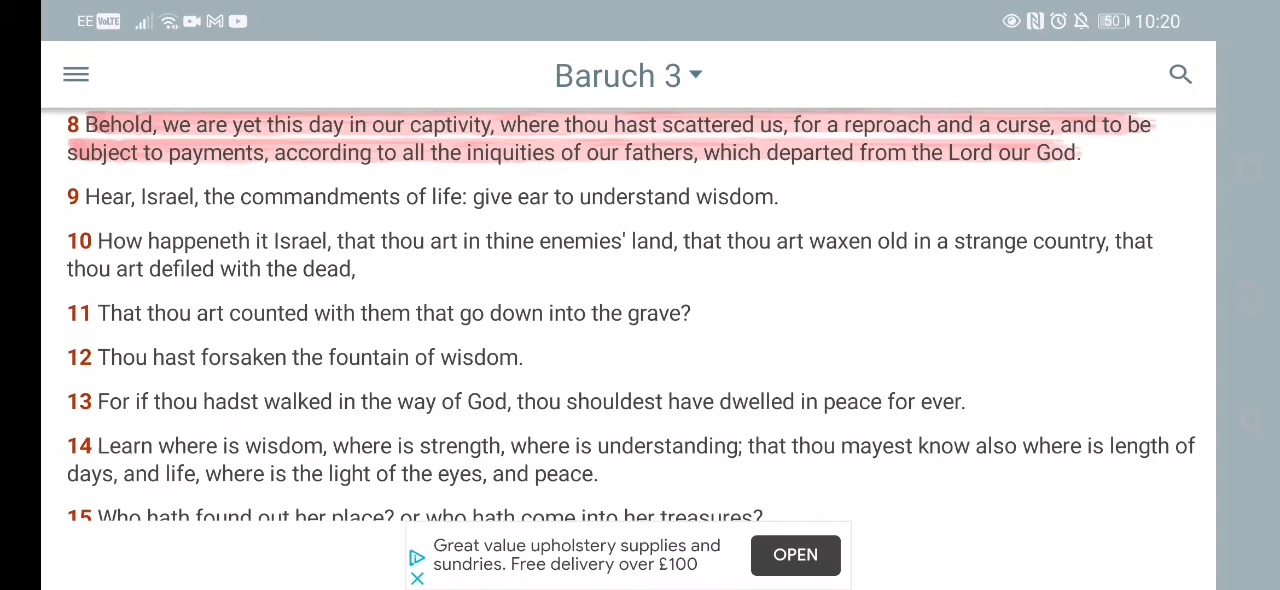 EE VoLTE 50 10:20
Baruch 3
8 Behold, we are yet this day in our captivity, where thou hast scattered us, for a reproach and a curse, and to be
subject to payments, according to all the iniquities of our fathers, which departed from the Lord our God.
9 Hear, Israel, the commandments of life: give ear to understand wisdom.
10 How happeneth it Israel, that thou art in thine enemies' land, that thou art waxen old in a strange country, that
thou art defiled with the dead,
11 That thou art counted with them that go down into the grave?
12 Thou hast forsaken the fountain of wisdom.
13 For if thou hadst walked in the way of God, thou shouldest have dwelled in peace for ever.
14 Learn where is wisdom, where is strength, where is understanding; that thou mayest know also where is length of
days, and life, where is the light of the eyes, and peace.
15 Who hath found out her place? or who hath come into her treasures?
Great value upholstery supplies and
sundries. Free delivery over £100
OPEN